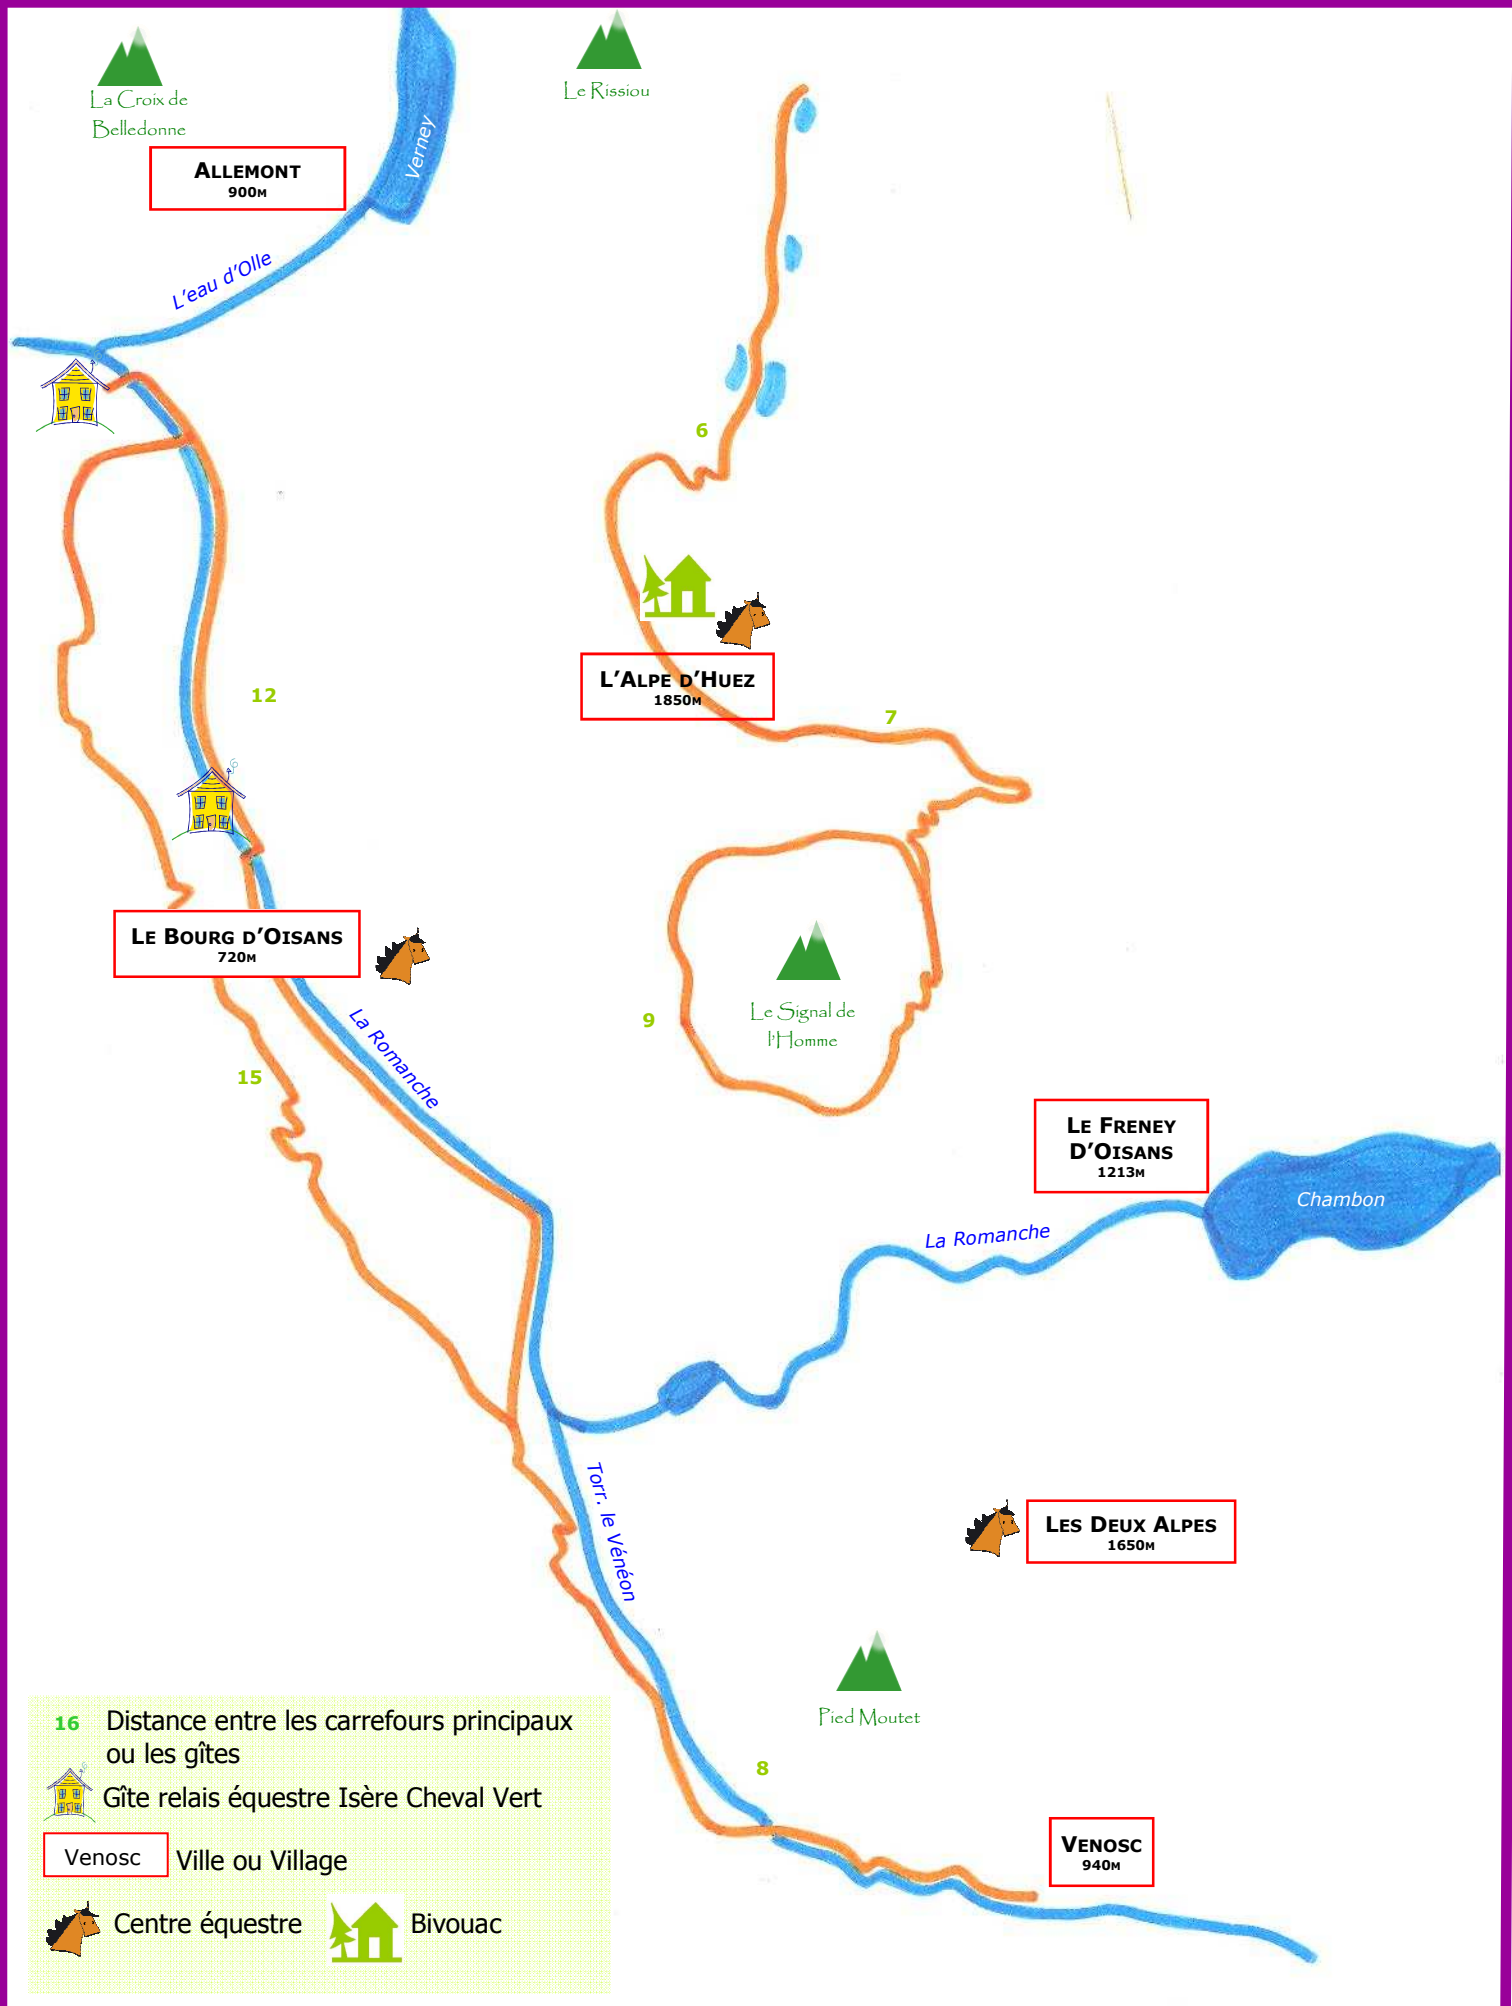 La Croix de
Belledonne
Le Rissiou
Verney
ALLEMONT
900M
L'eau d'Olle
6
12
L'ALPE D'HUEZ
1850M
7
LE BOURG D'OISANS
720M
La Romanche
9
Le Signal de
l'Homme
15
LE FRENEY
D'OISANS
1213M
Chambon
La Romanche
Torr. le Vénéon
LES DEUX ALPES
1650M
Pied Moutet
8
VENOSC
940M
16 Distance entre les carrefours principaux
ou les gîtes
Gîte relais équestre Isère Cheval Vert
Venosc Ville ou Village
Centre équestre Bivouac